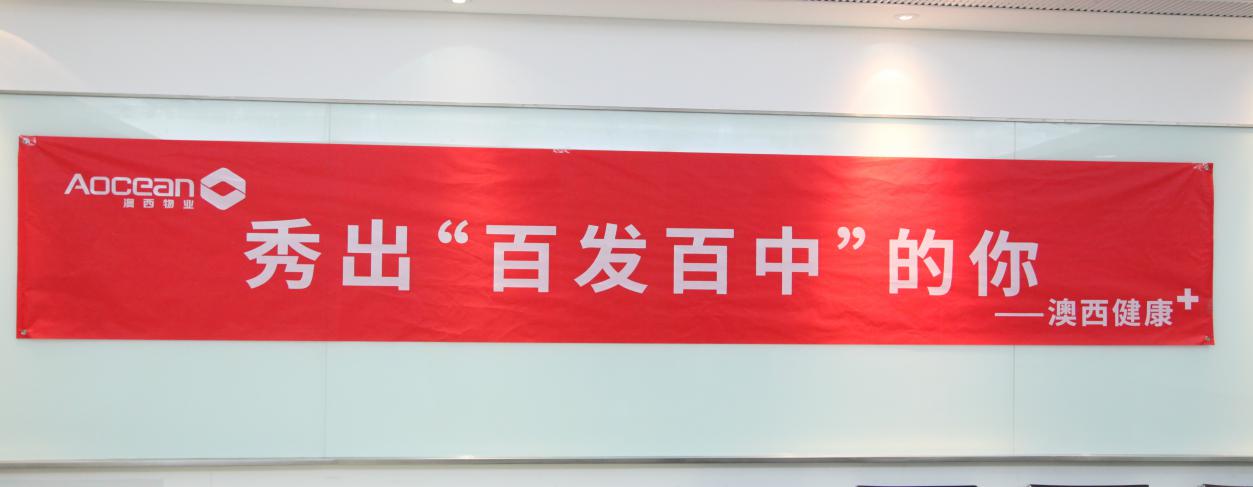 Aocean
澳西物业
秀出“百发百中”的你
——澳西健康+